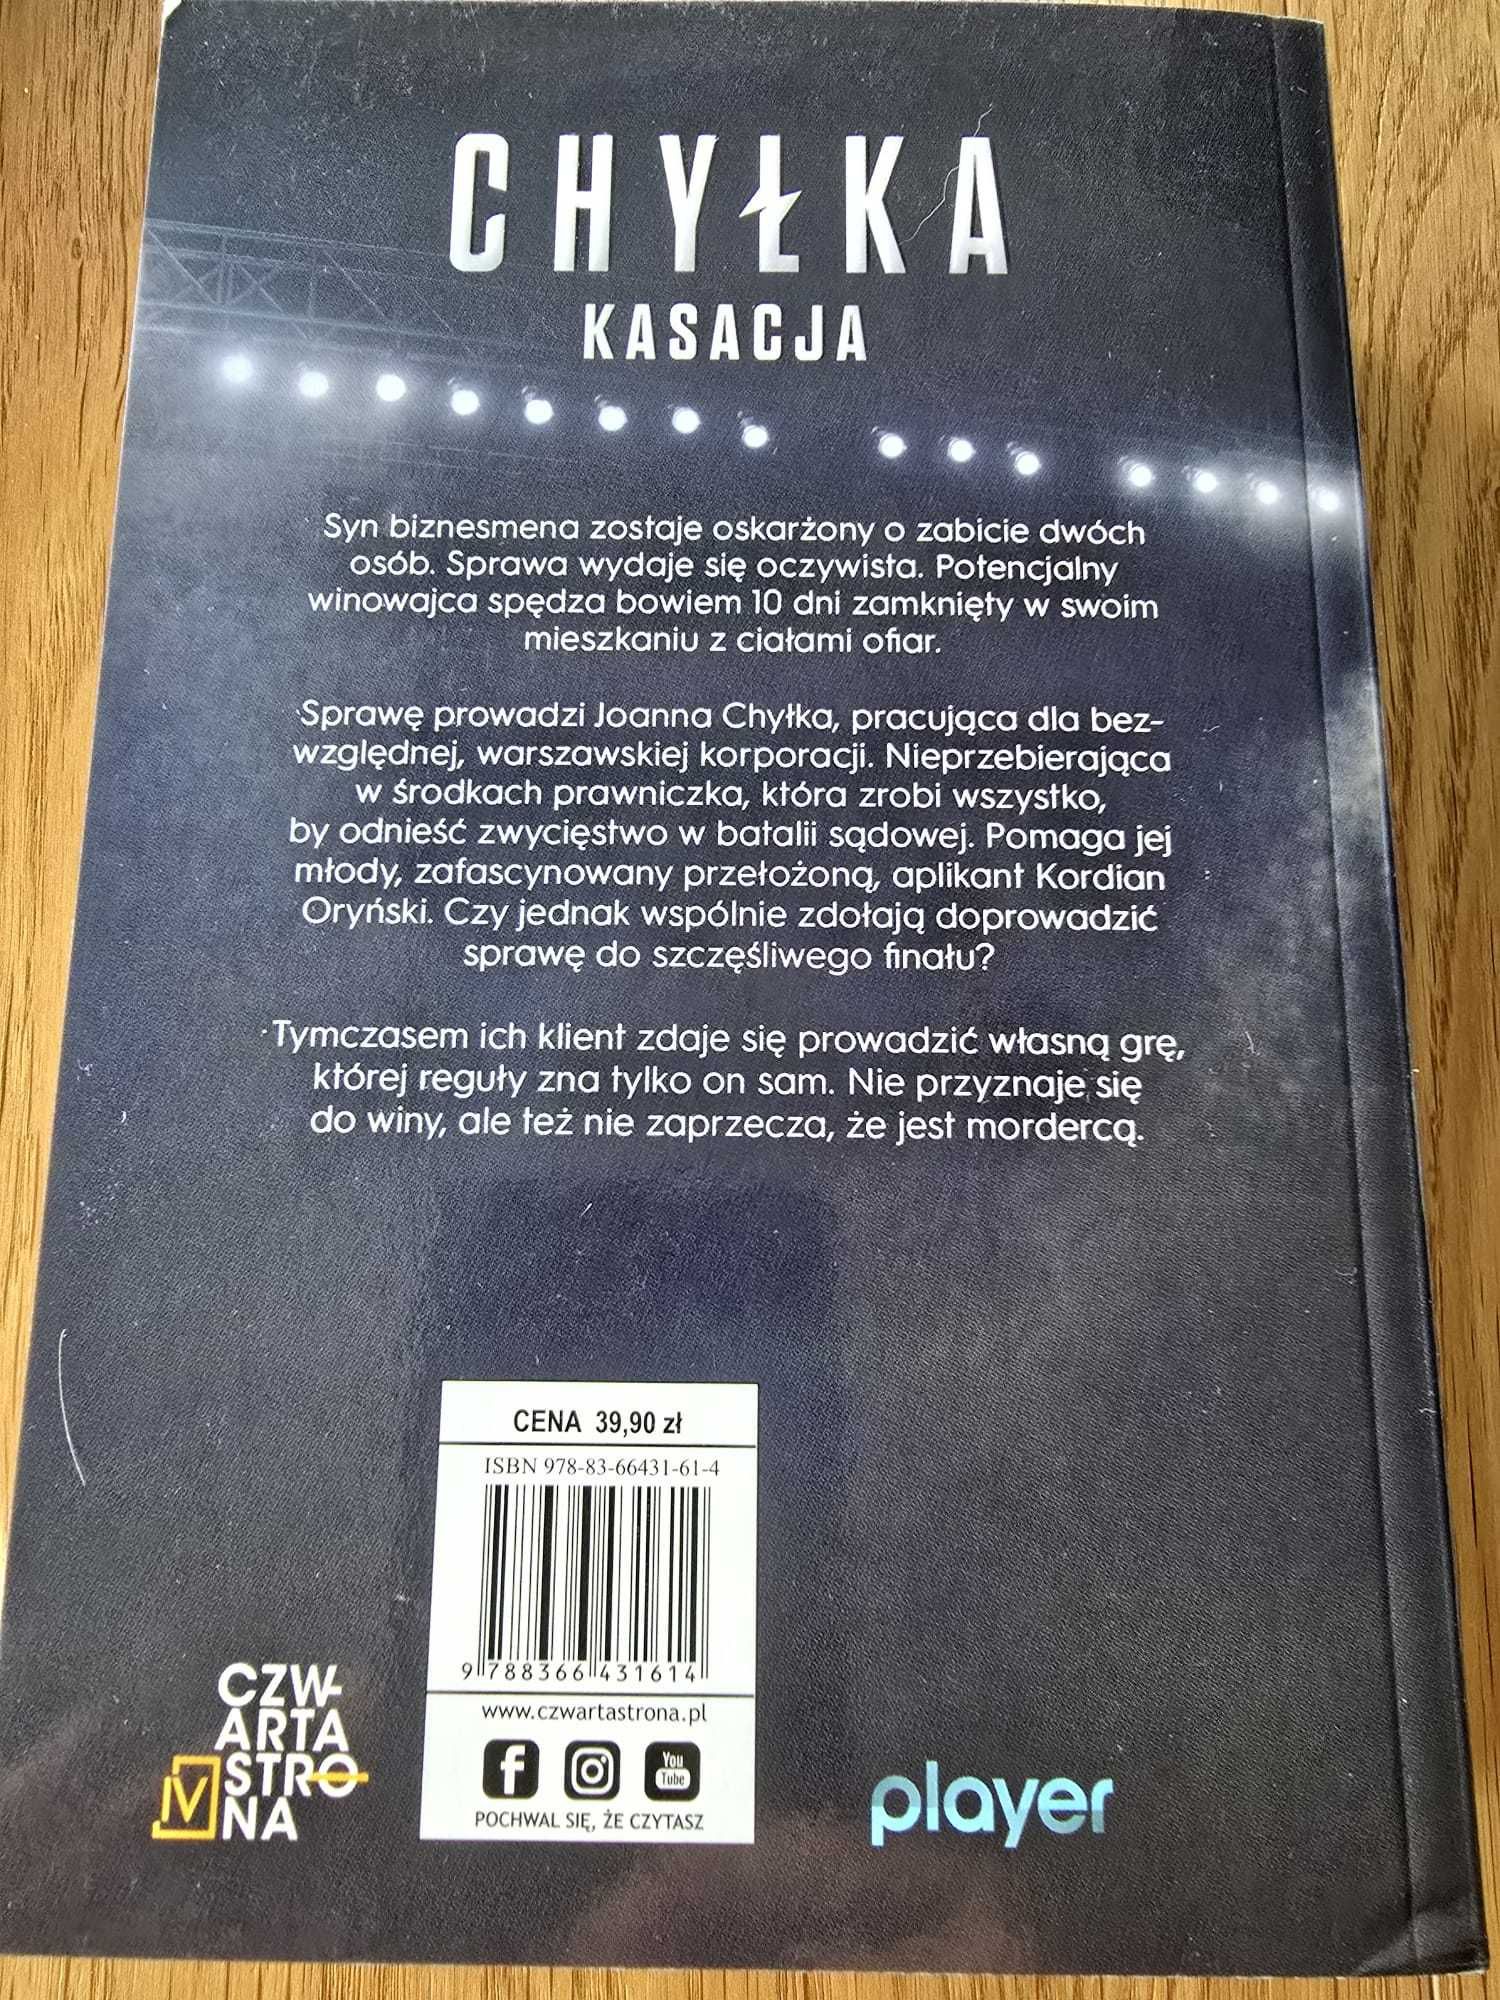 CHYŁKA
KASACJA
Syn biznesmena zostaje oskarżony o zabicie dwóch
osób. Sprawa wydaje się oczywista. Potencjalny
winowajca spędza bowiem 10 dni zamknięty w swoim
mieszkaniu z ciałami ofiar.
Sprawę prowadzi Joanna Chyłka, pracująca dla bez-
względnej, warszawskiej korporacji. Nieprzebierająca
w środkach prawniczka, która zrobi wszystko,
by odnieść zwycięstwo w batalii sądowej. Pomaga jej
młody, zafascynowany przełożoną, aplikant Kordian
Oryński. Czy jednak wspólnie zdołają doprowadzić
sprawę do szczęśliwego finału?
Tymczasem ich klient zdaje się prowadzić własną grę,
której reguły zna tylko on sam. Nie przyznaje się
do winy, ale też nie zaprzecza, że jest mordercą.
CENA 39,90 zł
ISBN 978-83-66431-61-4
9 788366 431614
www.czwartastrona.pl
You
Tube
POCHWAL SIĘ, ŻE CZYTASZ
CZW-
ARTA
STRO
NA
IV
player